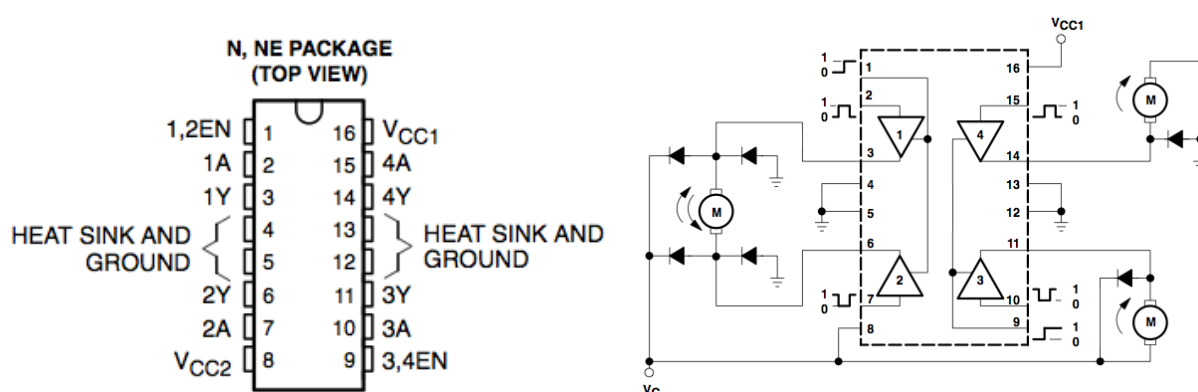 N, NE PACKAGE
(TOP VIEW)
1,2EN 1 16 VCC1
1A 2 15 4A
1Y 3 14 4Y
4 13
HEAT SINK AND GROUND
HEAT SINK AND GROUND
5 12
2Y 6 11 3Y
2A 7 10 3A
VCC2 8 9 3,4EN
VCC1
1 0 1
16
1 0 2
15 1 0
1
4
M
3
14
4
13
M
5
12
6
11
2
3
1 0 7
10 1 0
8
9 1 0
M